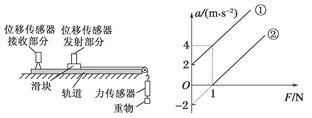 位移传感器
接收部分
位移传感器
发射部分
滑块
轨道
力传感器
重物
a/(m·s⁻²)
①
②
4
2
O
1
F/N
-2